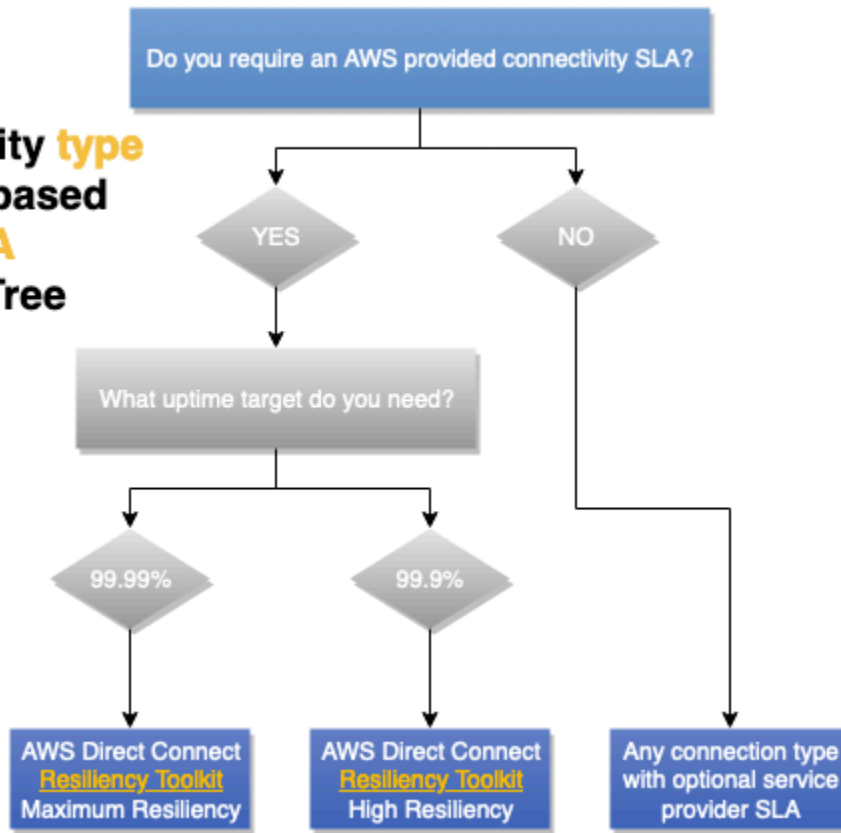 Do you require an AWS provided connectivity SLA?
type
based
YES
NO
What uptime target do you need?
99.99%
99.9%
AWS Direct Connect
Resiliency Toolkit
Maximum Resiliency
AWS Direct Connect
Resiliency Toolkit
High Resiliency
Any connection type
with optional service
provider SLA